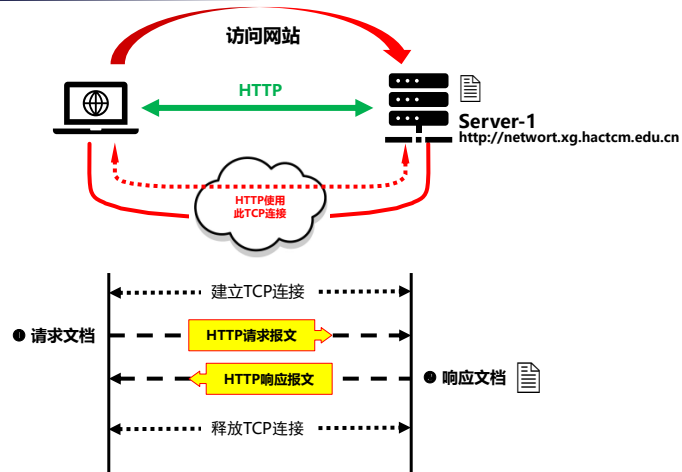 访问网站
HTTP
Server-1
http://networt.xg.hactcm.edu.cn
HTTP使用
此TCP连接
建立TCP连接
❶ 请求文档
HTTP请求报文
HTTP响应报文
❷ 响应文档
释放TCP连接